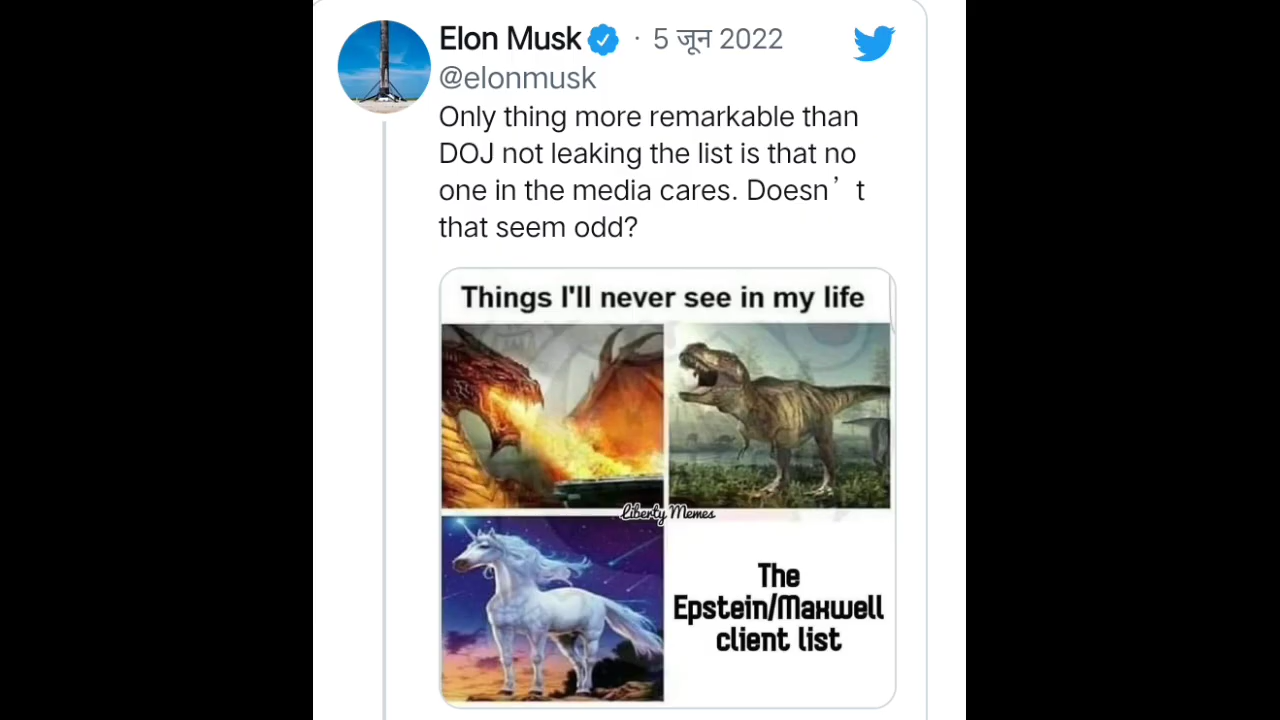 Elon Musk · 5 जून 2022
@elonmusk
Only thing more remarkable than
DOJ not leaking the list is that no
one in the media cares. Doesn’t
that seem odd?
Things I'll never see in my life
Liberty Memes
The
Epstein/Maxwell
client list